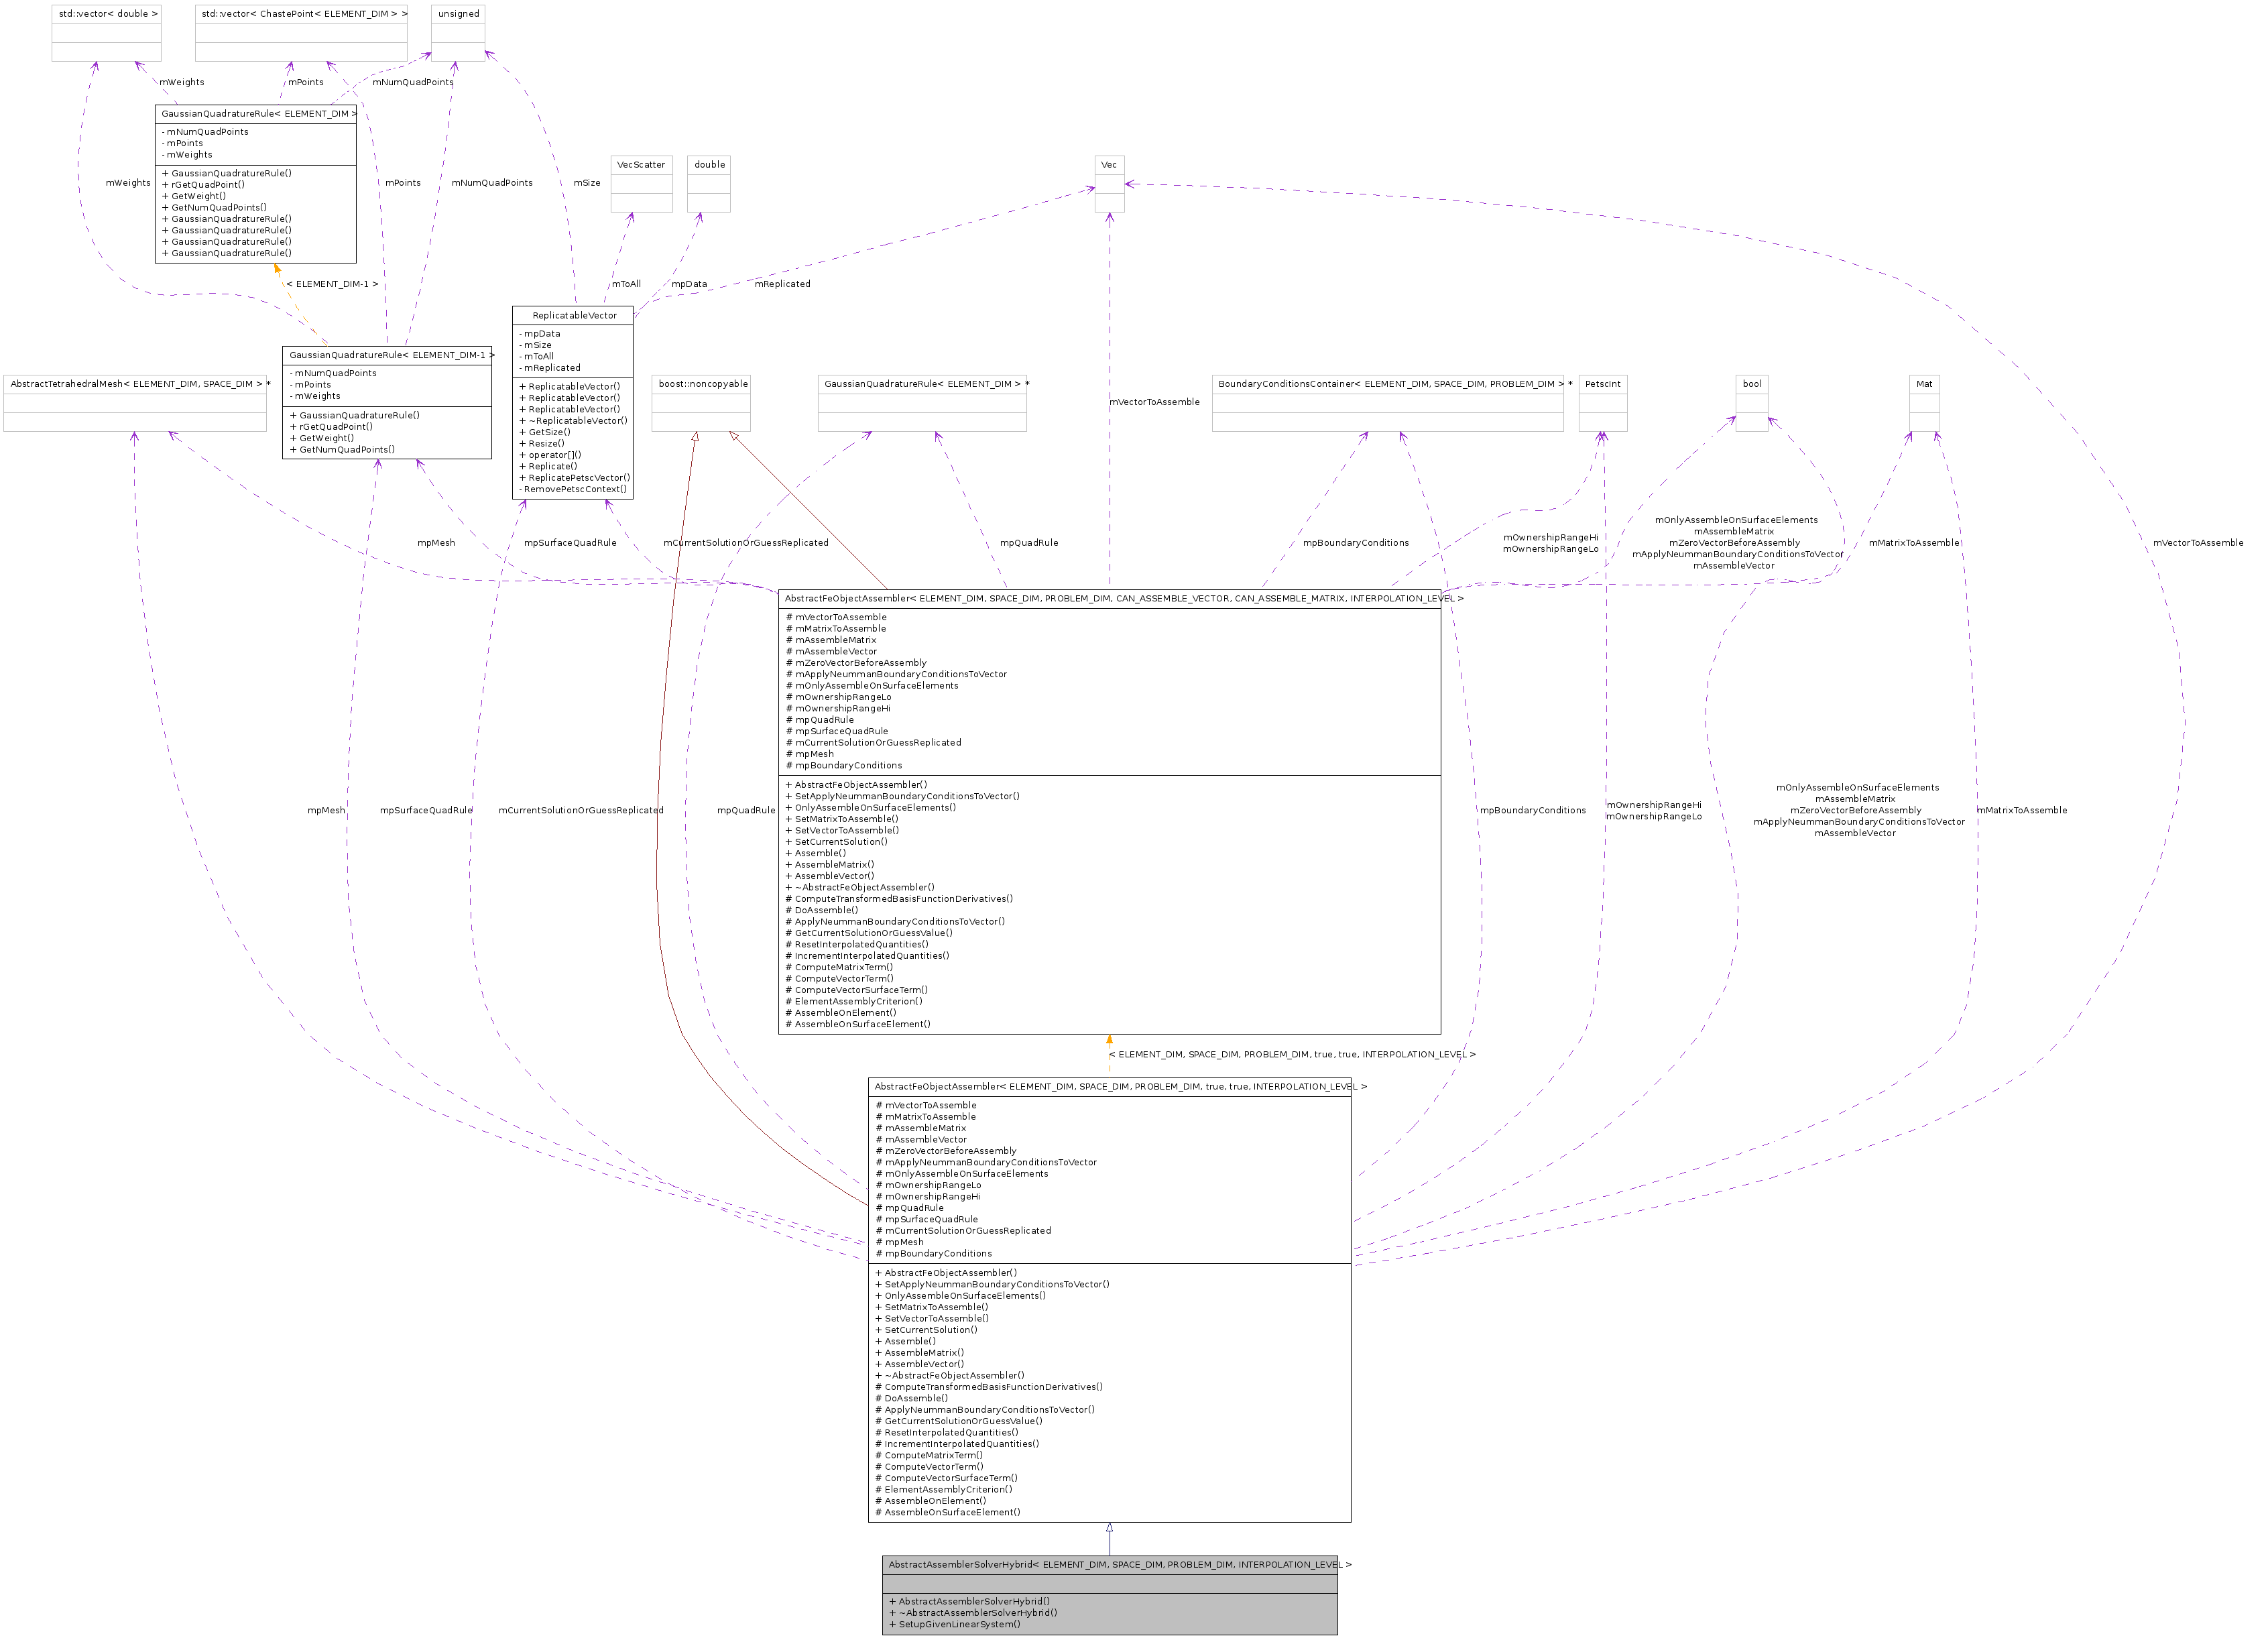 std::vector< double >
std::vector< ChastePoint< ELEMENT_DIM > >
unsigned
mWeights
mPoints
mNumQuadPoints
GaussianQuadratureRule< ELEMENT_DIM >
- mNumQuadPoints
- mPoints
- mWeights
+ GaussianQuadratureRule()
+ rGetQuadPoint()
+ GetWeight()
+ GetNumQuadPoints()
+ GaussianQuadratureRule()
+ GaussianQuadratureRule()
+ GaussianQuadratureRule()
+ GaussianQuadratureRule()
VecScatter
double
Vec
mWeights
mPoints
mNumQuadPoints
mSize
< ELEMENT_DIM-1 >
mToAll
mpData
mReplicated
ReplicatableVector
- mpData
- mSize
- mToAll
- mReplicated
+ ReplicatableVector()
+ ReplicatableVector()
+ ReplicatableVector()
+ ~ReplicatableVector()
+ GetSize()
+ Resize()
+ operator[]()
+ Replicate()
+ ReplicatePetscVector()
- RemovePetscContext()
GaussianQuadratureRule< ELEMENT_DIM-1 >
- mNumQuadPoints
- mPoints
- mWeights
+ GaussianQuadratureRule()
+ rGetQuadPoint()
+ GetWeight()
+ GetNumQuadPoints()
AbstractTetrahedralMesh< ELEMENT_DIM, SPACE_DIM > *
boost::noncopyable
GaussianQuadratureRule< ELEMENT_DIM > *
BoundaryConditionsContainer< ELEMENT_DIM, SPACE_DIM, PROBLEM_DIM > *
PetscInt
bool
Mat
mVectorToAssemble
mpMesh
mpSurfaceQuadRule
mCurrentSolutionOrGuessReplicated
mpQuadRule
mpBoundaryConditions
mOwnershipRangeHi
mOwnershipRangeLo
mOnlyAssembleOnSurfaceElements
mAssembleMatrix
mZeroVectorBeforeAssembly
mApplyNeummanBoundaryConditionsToVector
mAssembleVector
mMatrixToAssemble
mVectorToAssemble
AbstractFeObjectAssembler< ELEMENT_DIM, SPACE_DIM, PROBLEM_DIM, CAN_ASSEMBLE_VECTOR, CAN_ASSEMBLE_MATRIX, INTERPOLATION_LEVEL >
# mVectorToAssemble
# mMatrixToAssemble
# mAssembleMatrix
# mAssembleVector
# mZeroVectorBeforeAssembly
# mApplyNeummanBoundaryConditionsToVector
# mOnlyAssembleOnSurfaceElements
# mOwnershipRangeLo
# mOwnershipRangeHi
# mpQuadRule
# mpSurfaceQuadRule
# mCurrentSolutionOrGuessReplicated
# mpMesh
# mpBoundaryConditions
+ AbstractFeObjectAssembler()
+ SetApplyNeummanBoundaryConditionsToVector()
+ OnlyAssembleOnSurfaceElements()
+ SetMatrixToAssemble()
+ SetVectorToAssemble()
+ SetCurrentSolution()
+ Assemble()
+ AssembleMatrix()
+ AssembleVector()
+ ~AbstractFeObjectAssembler()
# ComputeTransformedBasisFunctionDerivatives()
# DoAssemble()
# ApplyNeummanBoundaryConditionsToVector()
# GetCurrentSolutionOrGuessValue()
# ResetInterpolatedQuantities()
# IncrementInterpolatedQuantities()
# ComputeMatrixTerm()
# ComputeVectorTerm()
# ComputeVectorSurfaceTerm()
# ElementAssemblyCriterion()
# AssembleOnElement()
# AssembleOnSurfaceElement()
mpMesh
mpSurfaceQuadRule
mCurrentSolutionOrGuessReplicated
mpQuadRule
mpBoundaryConditions
mOwnershipRangeHi
mOwnershipRangeLo
mOnlyAssembleOnSurfaceElements
mAssembleMatrix
mZeroVectorBeforeAssembly
mApplyNeummanBoundaryConditionsToVector
mAssembleVector
mMatrixToAssemble
< ELEMENT_DIM, SPACE_DIM, PROBLEM_DIM, true, true, INTERPOLATION_LEVEL >
AbstractFeObjectAssembler< ELEMENT_DIM, SPACE_DIM, PROBLEM_DIM, true, true, INTERPOLATION_LEVEL >
# mVectorToAssemble
# mMatrixToAssemble
# mAssembleMatrix
# mAssembleVector
# mZeroVectorBeforeAssembly
# mApplyNeummanBoundaryConditionsToVector
# mOnlyAssembleOnSurfaceElements
# mOwnershipRangeLo
# mOwnershipRangeHi
# mpQuadRule
# mpSurfaceQuadRule
# mCurrentSolutionOrGuessReplicated
# mpMesh
# mpBoundaryConditions
+ AbstractFeObjectAssembler()
+ SetApplyNeummanBoundaryConditionsToVector()
+ OnlyAssembleOnSurfaceElements()
+ SetMatrixToAssemble()
+ SetVectorToAssemble()
+ SetCurrentSolution()
+ Assemble()
+ AssembleMatrix()
+ AssembleVector()
+ ~AbstractFeObjectAssembler()
# ComputeTransformedBasisFunctionDerivatives()
# DoAssemble()
# ApplyNeummanBoundaryConditionsToVector()
# GetCurrentSolutionOrGuessValue()
# ResetInterpolatedQuantities()
# IncrementInterpolatedQuantities()
# ComputeMatrixTerm()
# ComputeVectorTerm()
# ComputeVectorSurfaceTerm()
# ElementAssemblyCriterion()
# AssembleOnElement()
# AssembleOnSurfaceElement()
AbstractAssemblerSolverHybrid< ELEMENT_DIM, SPACE_DIM, PROBLEM_DIM, INTERPOLATION_LEVEL >
+ AbstractAssemblerSolverHybrid()
+ ~AbstractAssemblerSolverHybrid()
+ SetupGivenLinearSystem()